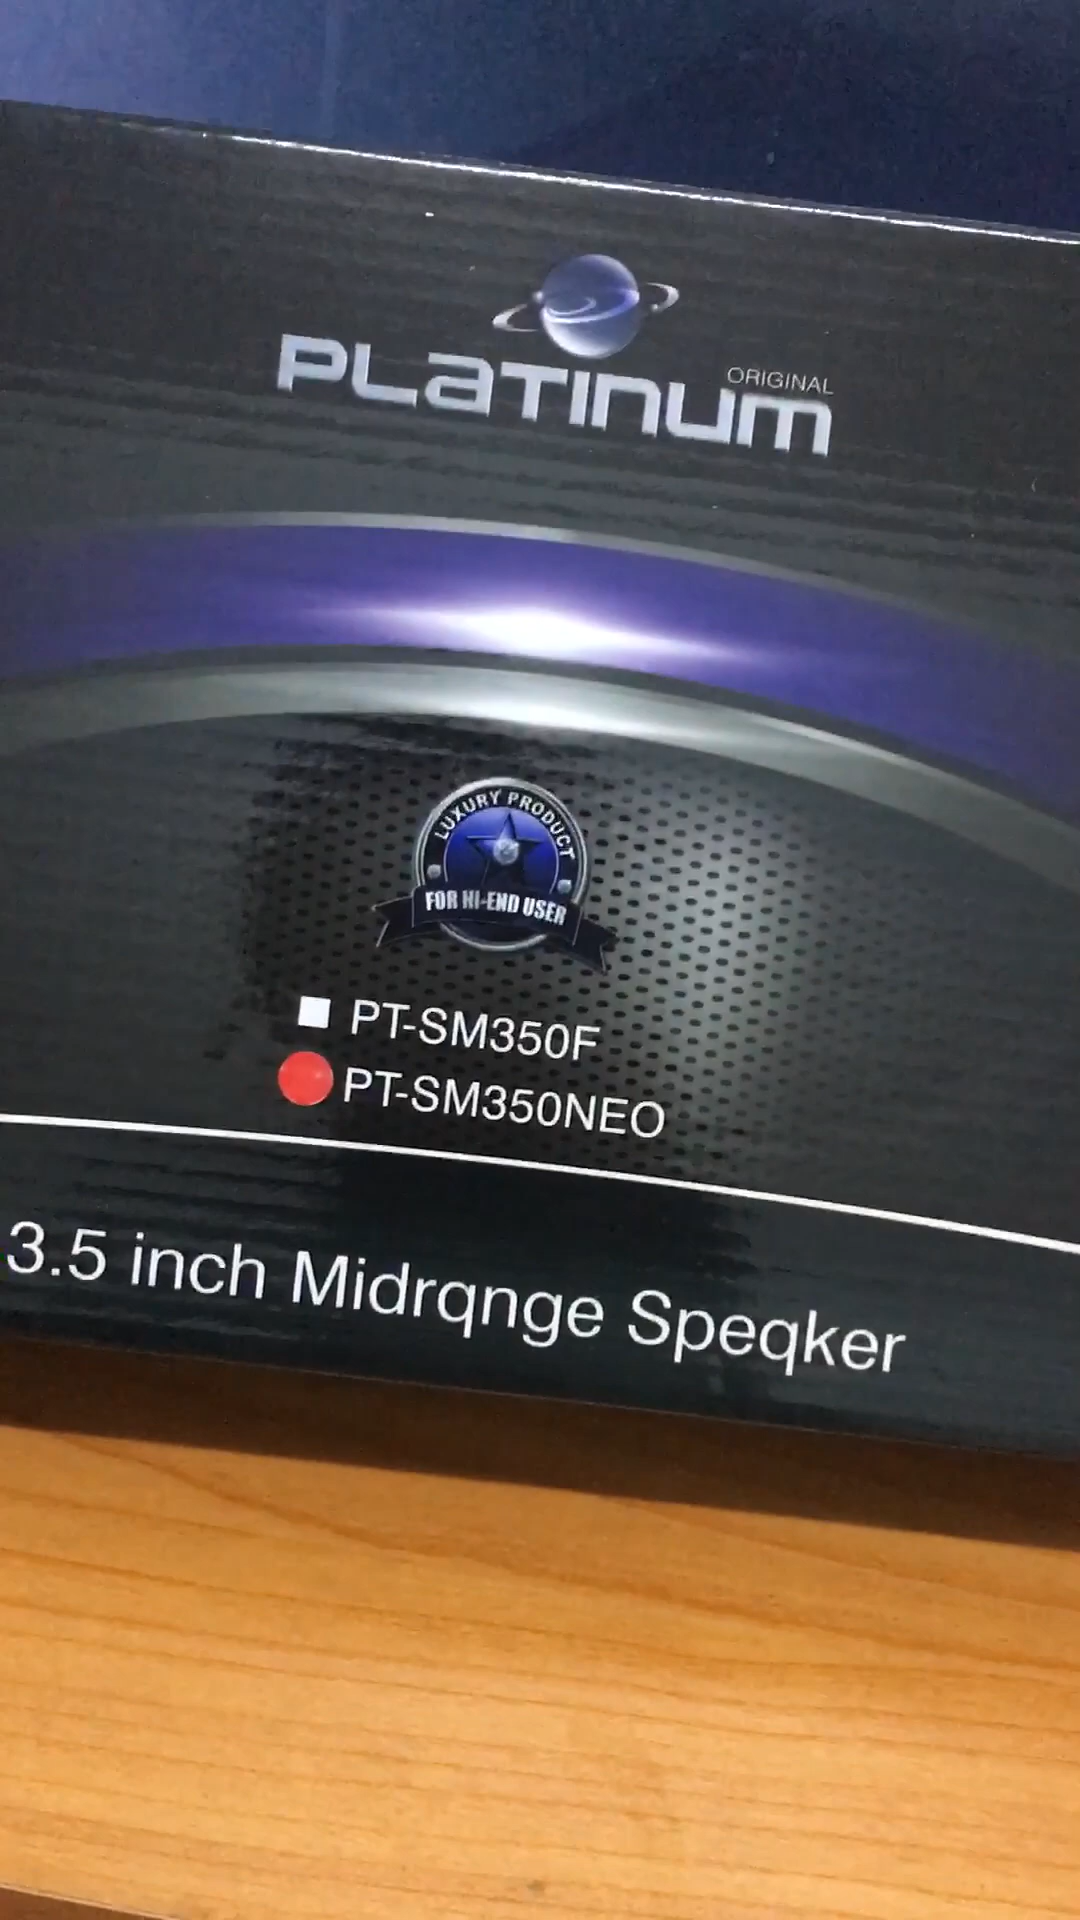 PLATINUM
ORIGINAL
LUXURY PRODUCT
FOR HI-END USER
PT-SM350F
PT-SM350NEO
3.5 inch Midrqnge Speqker